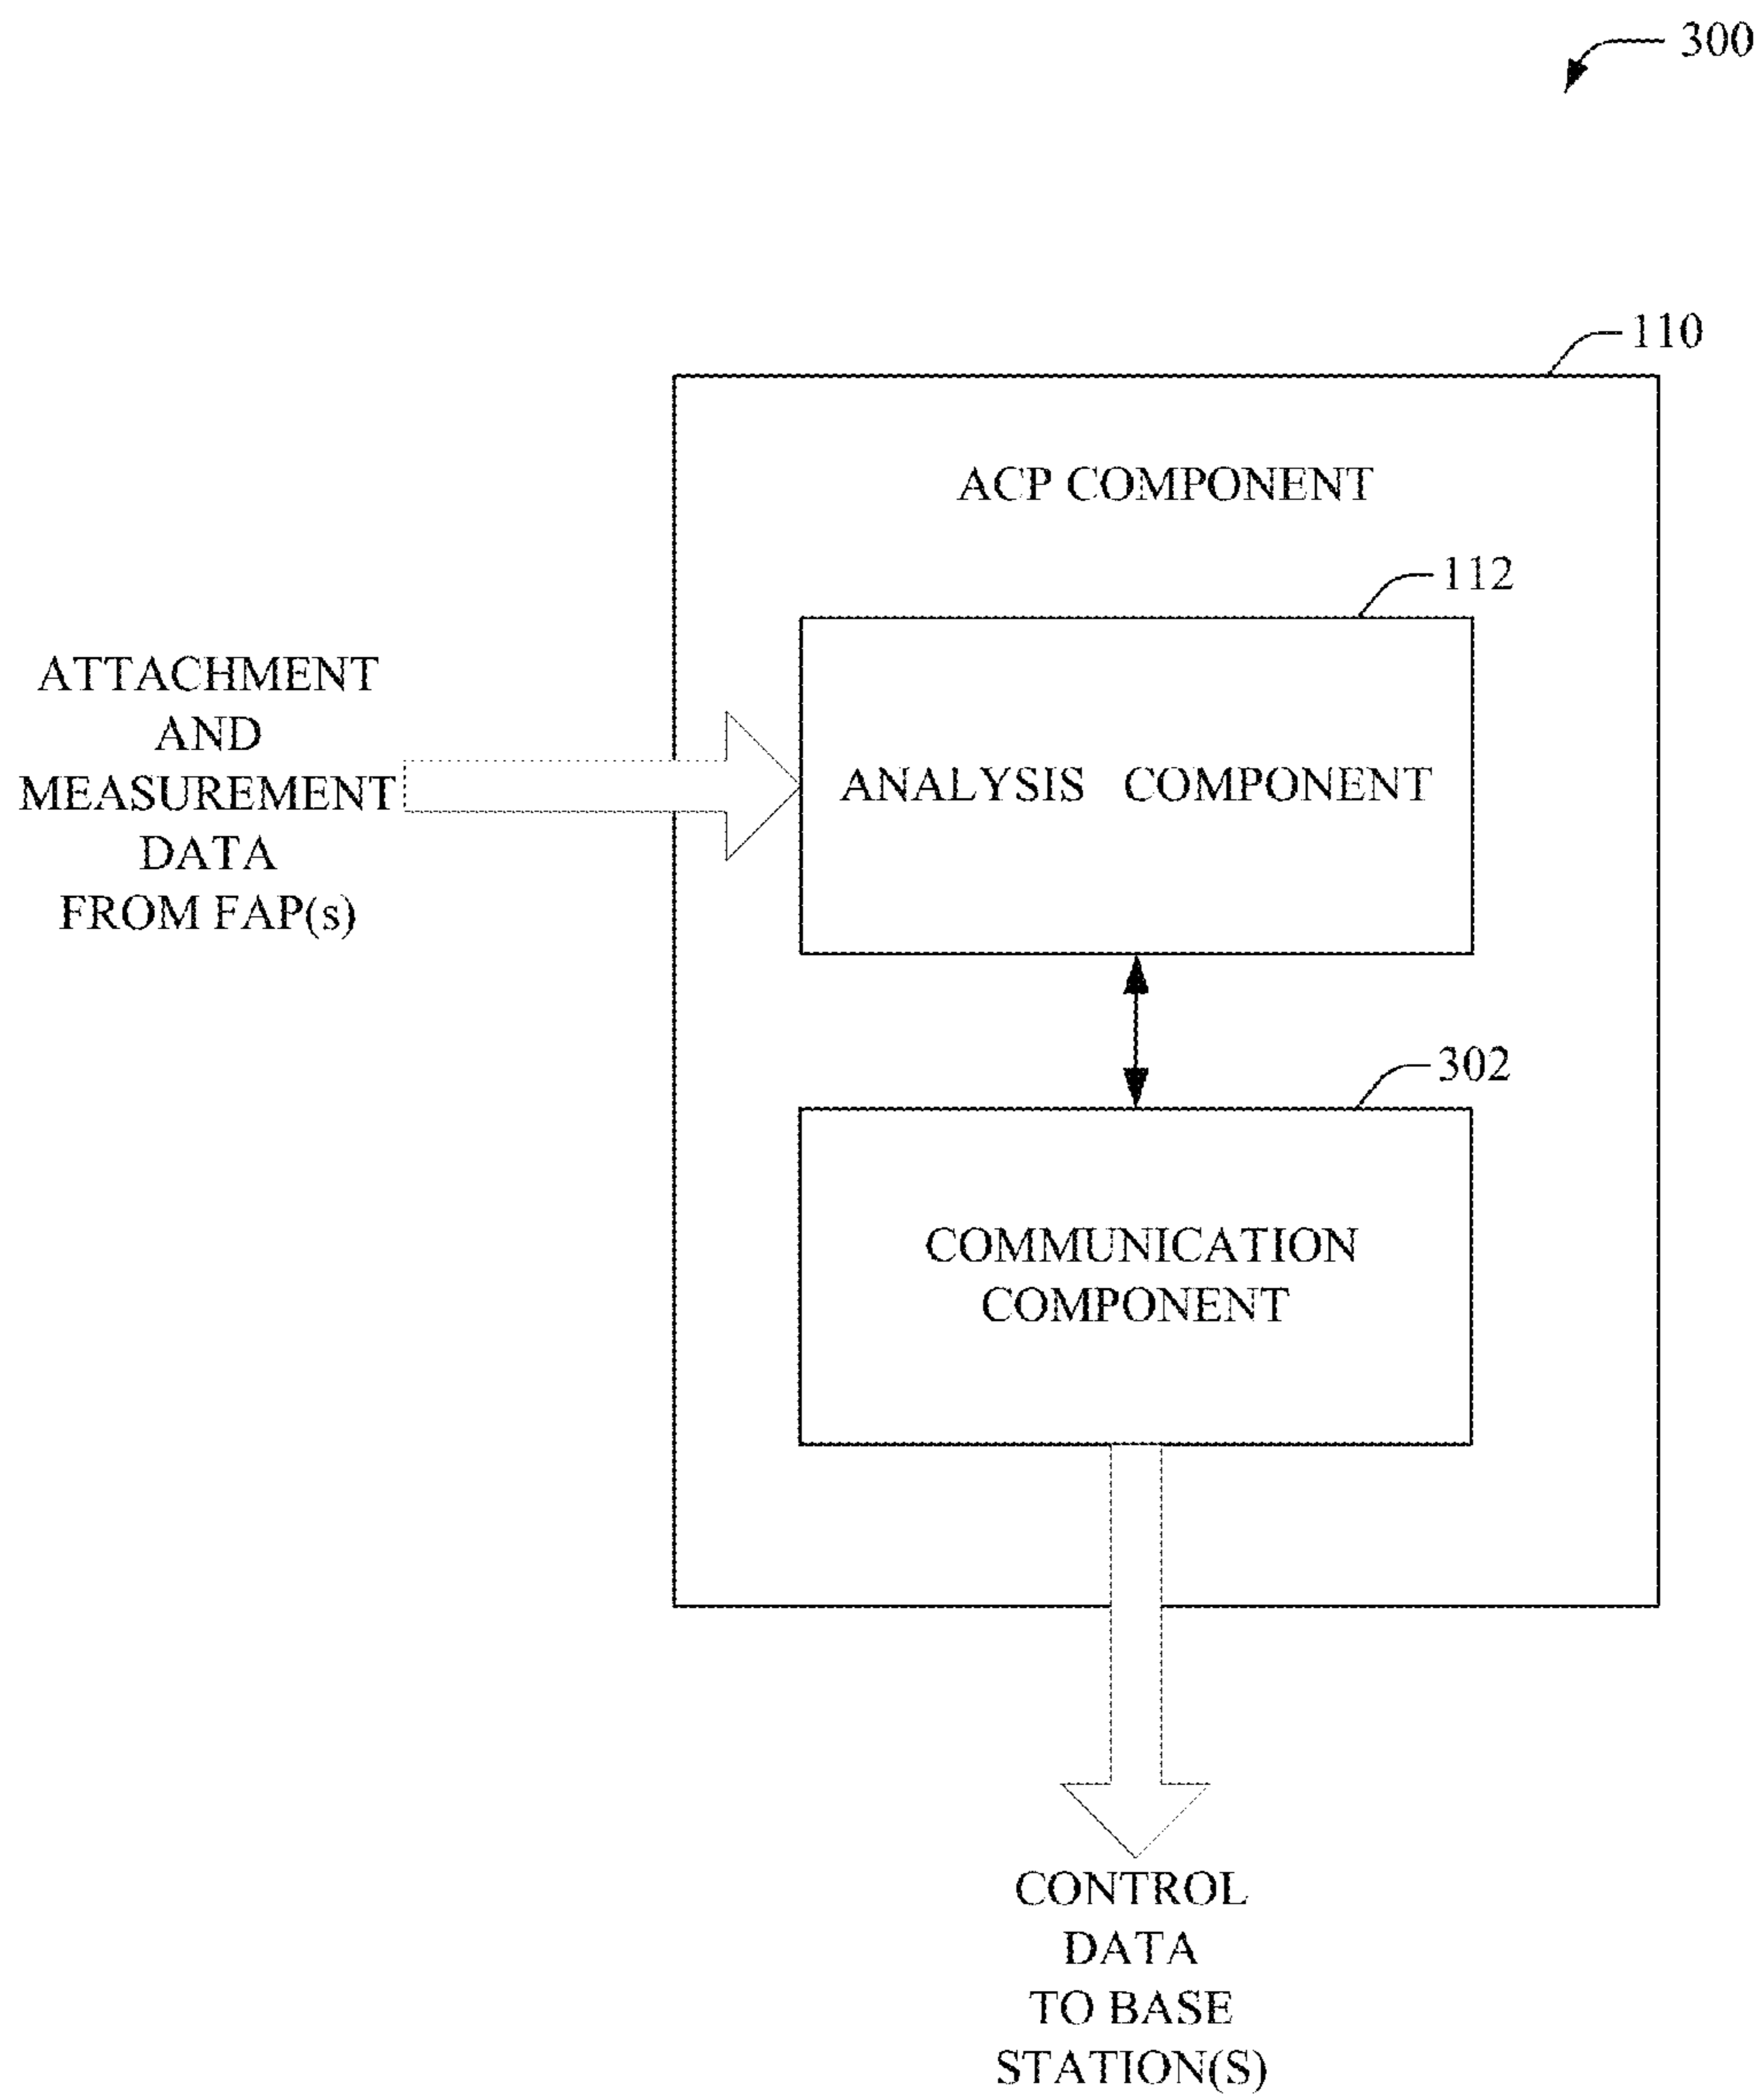 300
110
ACP COMPONENT
112
ATTACHMENT
AND
MEASUREMENT
DATA
FROM FAP(s)
ANALYSIS COMPONENT
302
COMMUNICATION
COMPONENT
CONTROL
DATA
TO BASE
STATION(S)